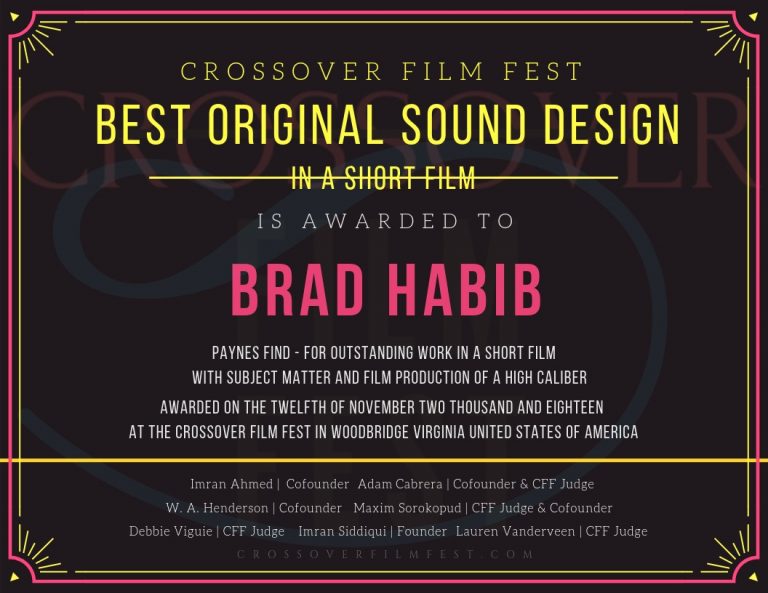 CROSSOVER FILM FEST
BEST ORIGINAL SOUND DESIGN
IN A SHORT FILM
IS AWARDED TO
BRAD HABIB
PAYNES FIND - FOR OUTSTANDING WORK IN A SHORT FILM
WITH SUBJECT MATTER AND FILM PRODUCTION OF A HIGH CALIBER
AWARDED ON THE TWELFTH OF NOVEMBER TWO THOUSAND AND EIGHTEEN
AT THE CROSSOVER FILM FEST IN WOODBRIDGE VIRGINIA UNITED STATES OF AMERICA
Imran Ahmed | Cofounder Adam Cabrera | Cofounder & CFF Judge
W. A. Henderson | Cofounder Maxim Sorokopud | CFF Judge & Cofounder
Debbie Viguie | CFF Judge Imran Siddiqui | Founder Lauren Vanderveen | CFF Judge
CROSSOVERFILMFEST.COM
CROSSOVER
FILM
FEST